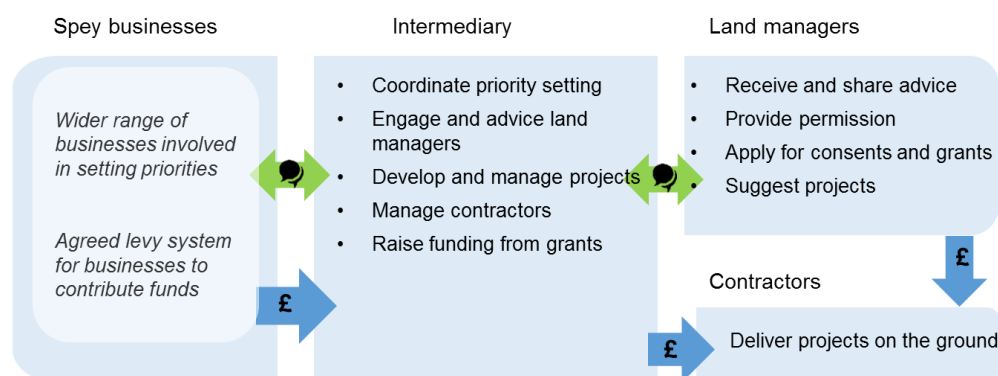 Spey businesses
Wider range of
businesses involved
in setting priorities
Agreed levy system
for businesses to
contribute funds
£
Intermediary
• Coordinate priority setting
• Engage and advice land
managers
• Develop and manage projects
• Manage contractors
• Raise funding from grants
£
Land managers
• Receive and share advice
• Provide permission
• Apply for consents and grants
• Suggest projects
£
Contractors
Deliver projects on the ground